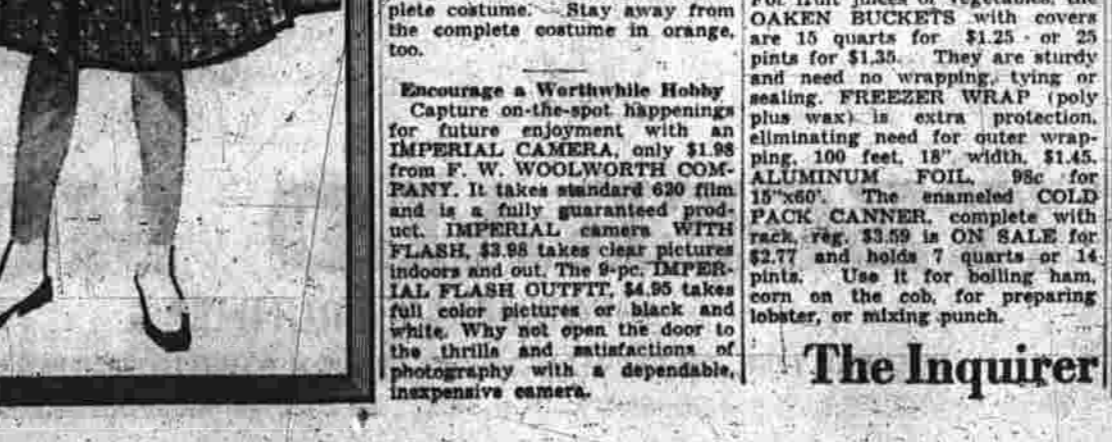 plete costume. Stay away from
the complete costume in orange,
too.
Encourage a Worthwhile Hobby
Capture on-the-spot happenings
for future enjoyment with an
IMPERIAL CAMERA, only $1.98
from F. W. WOOLWORTH COM-
PANY. It takes standard 620 film
and is a fully guaranteed prod-
uct. IMPERIAL camera WITH
FLASH, $3.98 takes clear pictures
indoors and out. The 9-pc. IMPER-
IAL FLASH OUTFIT, $4.95 takes
full color pictures or black and
white. Why not open the door to
the thrills and satisfactions of
photography with a dependable,
inexpensive camera.
For fruit juices or vegetables, the
OAKEN BUCKETS with covers
are 15 quarts for $1.25 or 25
pints for $1.35. They are sturdy
and need no wrapping, tying or
sealing. FREEZER WRAP (poly
plus wax) is extra protection,
eliminating need for outer wrap-
ping, 100 feet, 18" width, $1.45.
ALUMINUM FOIL, 98c for
15"x60'. The enameled COLD
PACK CANNER, complete with
rack, reg. $3.59 is ON SALE for
$2.77 and holds 7 quarts or 14
pints. Use it for boiling ham,
corn on the cob, for preparing
lobster, or mixing punch.
The Inquirer